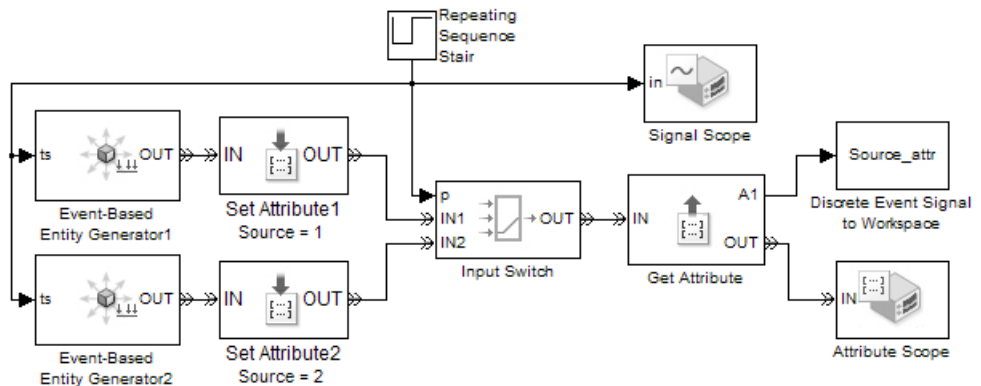 Repeating
Sequence
Stair
in
Signal Scope
ts
OUT
Event-Based
Entity Generator1
IN
OUT
Set Attribute1
Source = 1
p
IN1
IN2
OUT
Input Switch
IN
A1
OUT
Get Attribute
Source_attr
Discrete Event Signal
to Workspace
ts
OUT
Event-Based
Entity Generator2
IN
OUT
Set Attribute2
Source = 2
IN
Attribute Scope